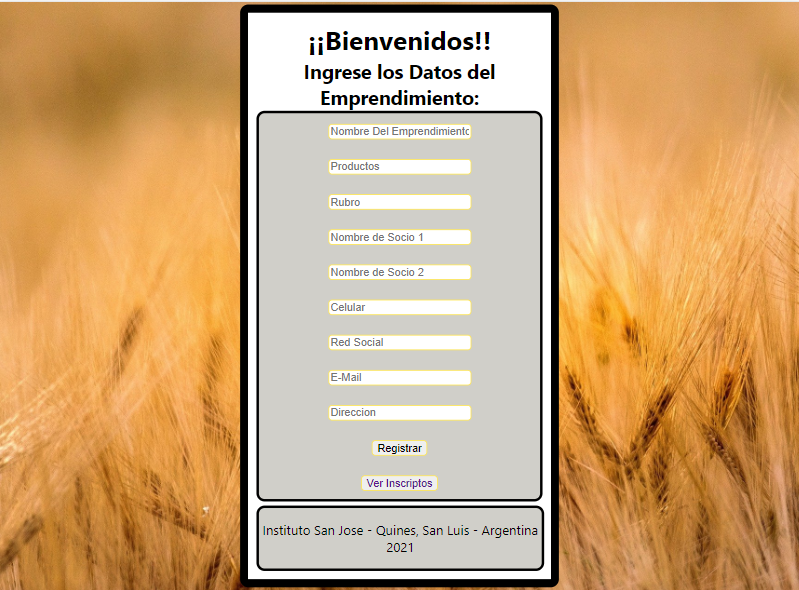 ¡¡Bienvenidos!!
Ingrese los Datos del
Emprendimiento:
Nombre Del Emprendimiento
Productos
Rubro
Nombre de Socio 1
Nombre de Socio 2
Celular
Red Social
E-Mail
Direccion
Registrar
Ver Inscriptos
Instituto San Jose - Quines, San Luis - Argentina
2021